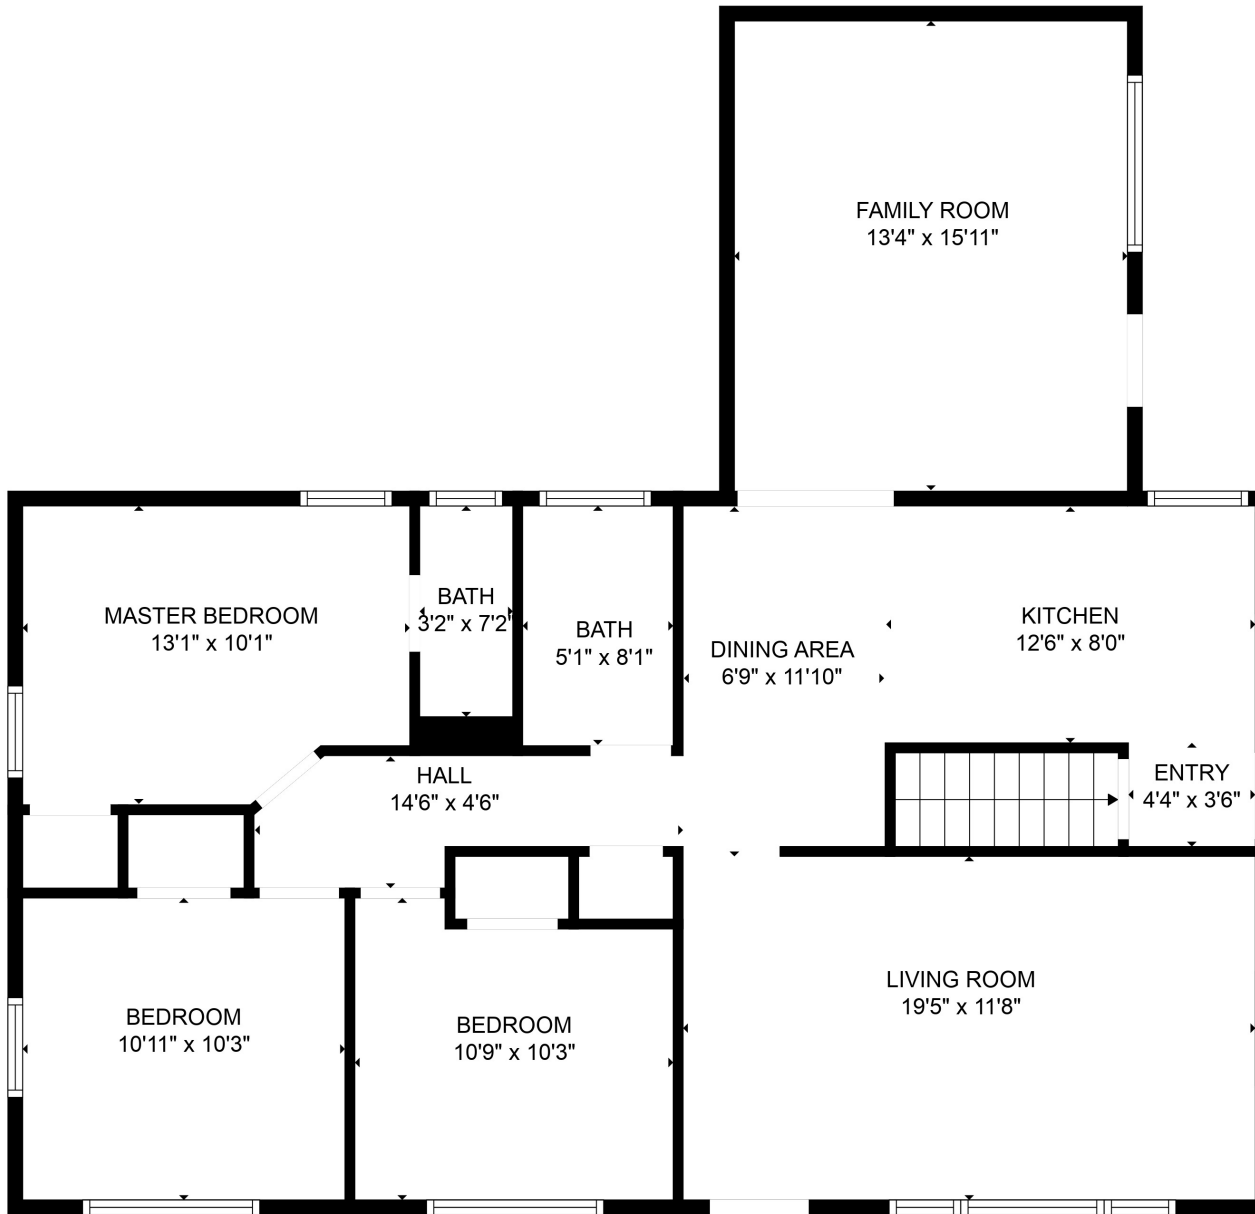 FAMILY ROOM
13'4" x 15'11"
MASTER BEDROOM
13'1" x 10'1"
BATH
3'2" x 7'2"
BATH
5'1" x 8'1"
DINING AREA
6'9" x 11'10"
KITCHEN
12'6" x 8'0"
HALL
14'6" x 4'6"
ENTRY
4'4" x 3'6"
BEDROOM
10'11" x 10'3"
BEDROOM
10'9" x 10'3"
LIVING ROOM
19'5" x 11'8"